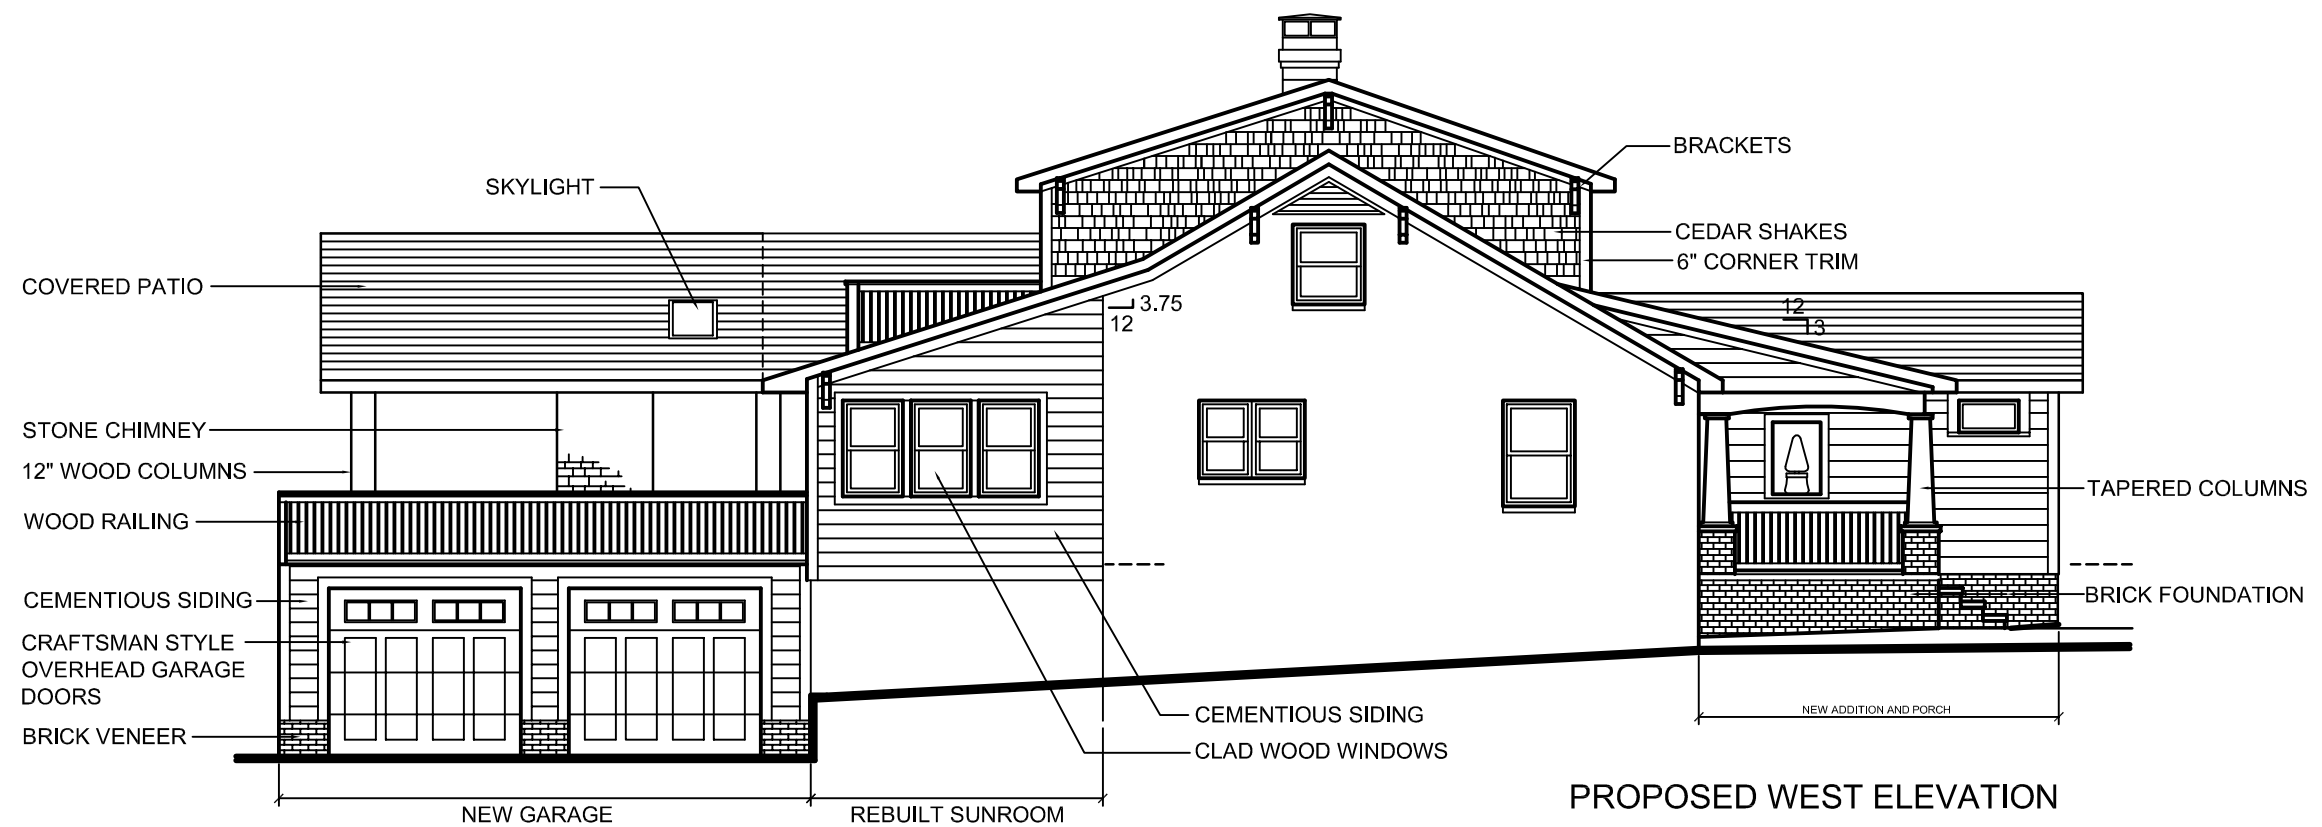 SKYLIGHT
COVERED PATIO
STONE CHIMNEY
12" WOOD COLUMNS
WOOD RAILING
CEMENTIOUS SIDING
CRAFTSMAN STYLE
OVERHEAD GARAGE
DOORS
BRICK VENEER
NEW GARAGE
REBUILT SUNROOM
3.75
12
CEMENTIOUS SIDING
CLAD WOOD WINDOWS
BRACKETS
CEDAR SHAKES
6" CORNER TRIM
12
3
TAPERED COLUMNS
BRICK FOUNDATION
NEW ADDITION AND PORCH
PROPOSED WEST ELEVATION